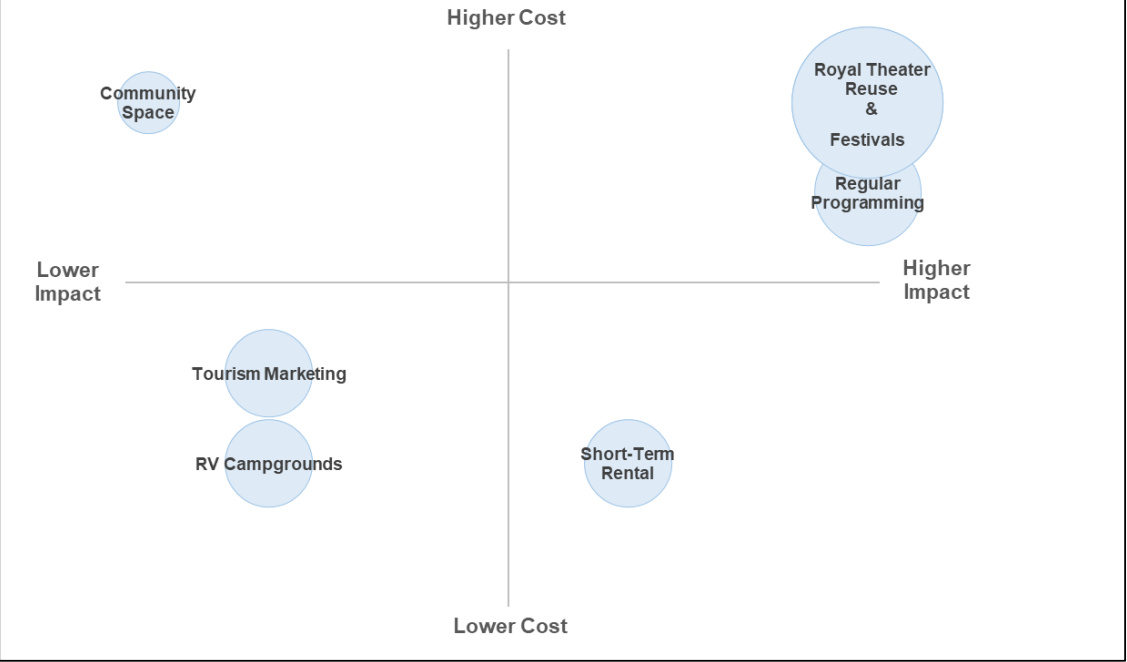 Higher Cost
Community
Space
Royal Theater
Reuse
&
Festivals
Regular
Programming
Lower
Impact
Higher
Impact
Tourism Marketing
RV Campgrounds
Short-Term
Rental
Lower Cost